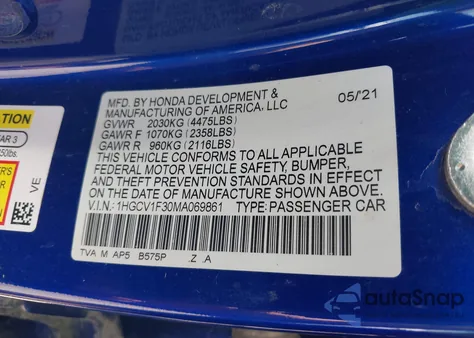 MFD. BY HONDA DEVELOPMENT &
MANUFACTURING OF AMERICA, LLC 05/21
GVWR 2030KG (4475LBS)
GAWR F 1070KG (2358LBS)
GAWR R 960KG (2116LBS)
THIS VEHICLE CONFORMS TO ALL APPLICABLE
FEDERAL MOTOR VEHICLE SAFETY, BUMPER,
AND THEFT PREVENTION STANDARDS IN EFFECT
ON THE DATE OF MANUFACTURE SHOWN ABOVE.
V.I.N.: 1HGCV1F30MA069861 TYPE: PASSENGER CAR
TVA M AP5 B575P .Z .A
VE
autoSnap